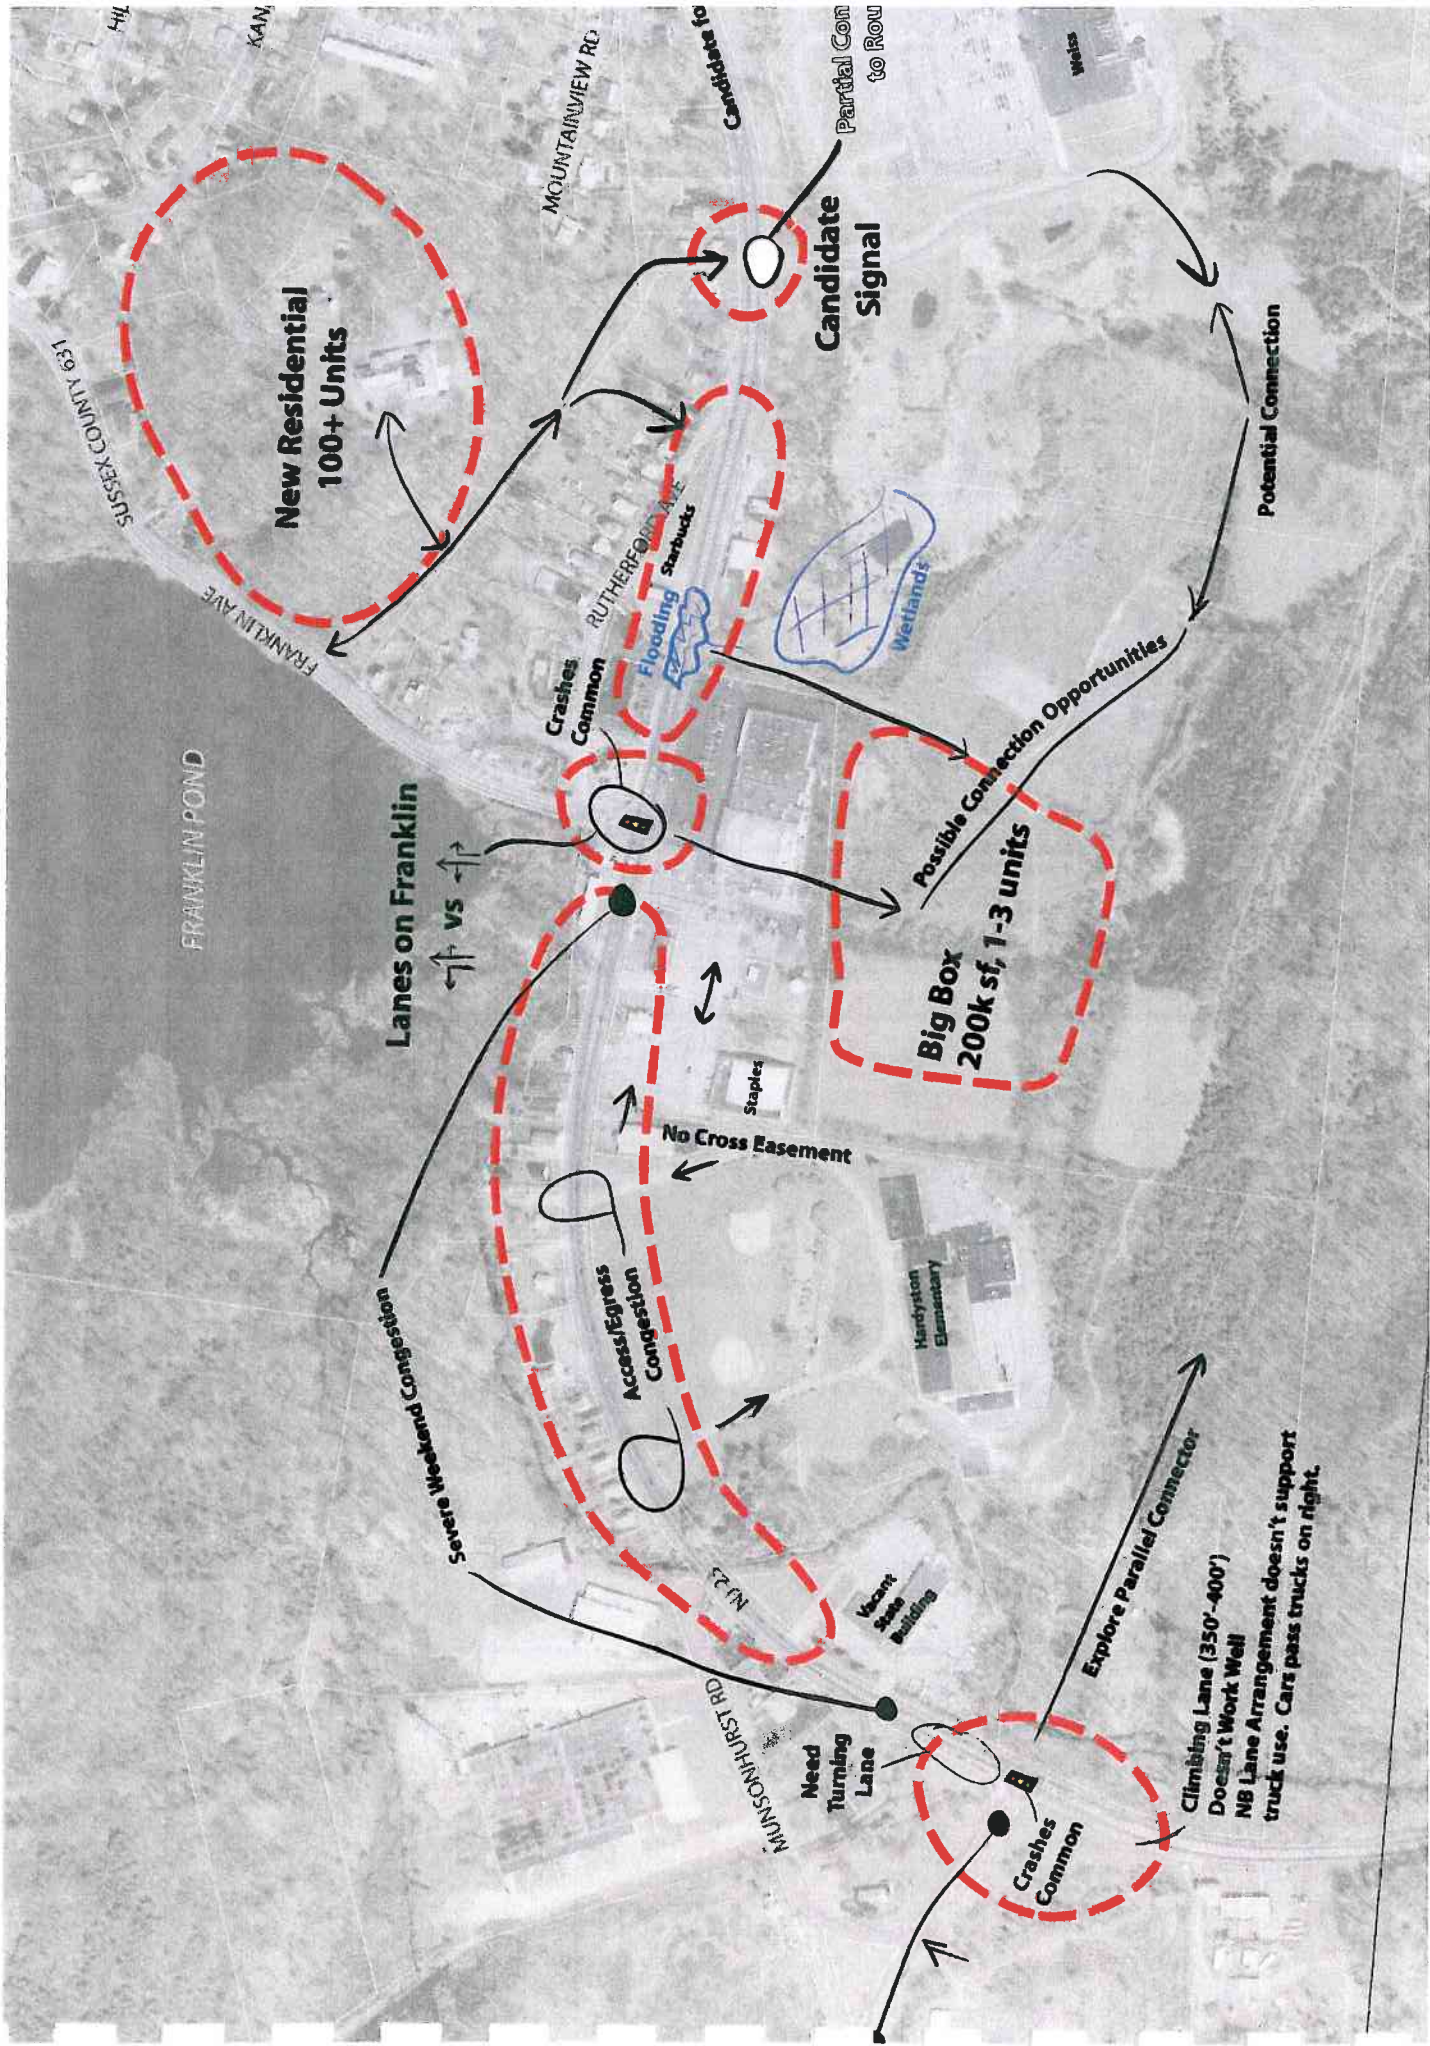 HIL
KAN
SUSSEX COUNTY 631
New Residential
100+ Units
MOUNTAINVIEW RD
Candidate fo
Partial Con
to Rou
Weiss
FRANKLIN AVE
FRANKLIN POND
Candidate
Signal
RUTHERFORD AVE
Starbucks
Flooding
Wetlands
Crashes
Common
Lanes on Franklin
vs
Potential Connection
Possible Connection Opportunities
Big Box
200k sf, 1-3 units
Staples
No Cross Easement
Severe Weekend Congestion
Access/Egress
Congestion
Hardyston
Elementary
NJ 23
Vacant
State
Building
MUNSONHURST RD
Need
Turning
Lane
Crashes
Common
Explore Parallel Connector
Climbing Lane (350'-400')
Doesn't Work Well
NB Lane Arrangement doesn't support
truck use. Cars pass trucks on right.